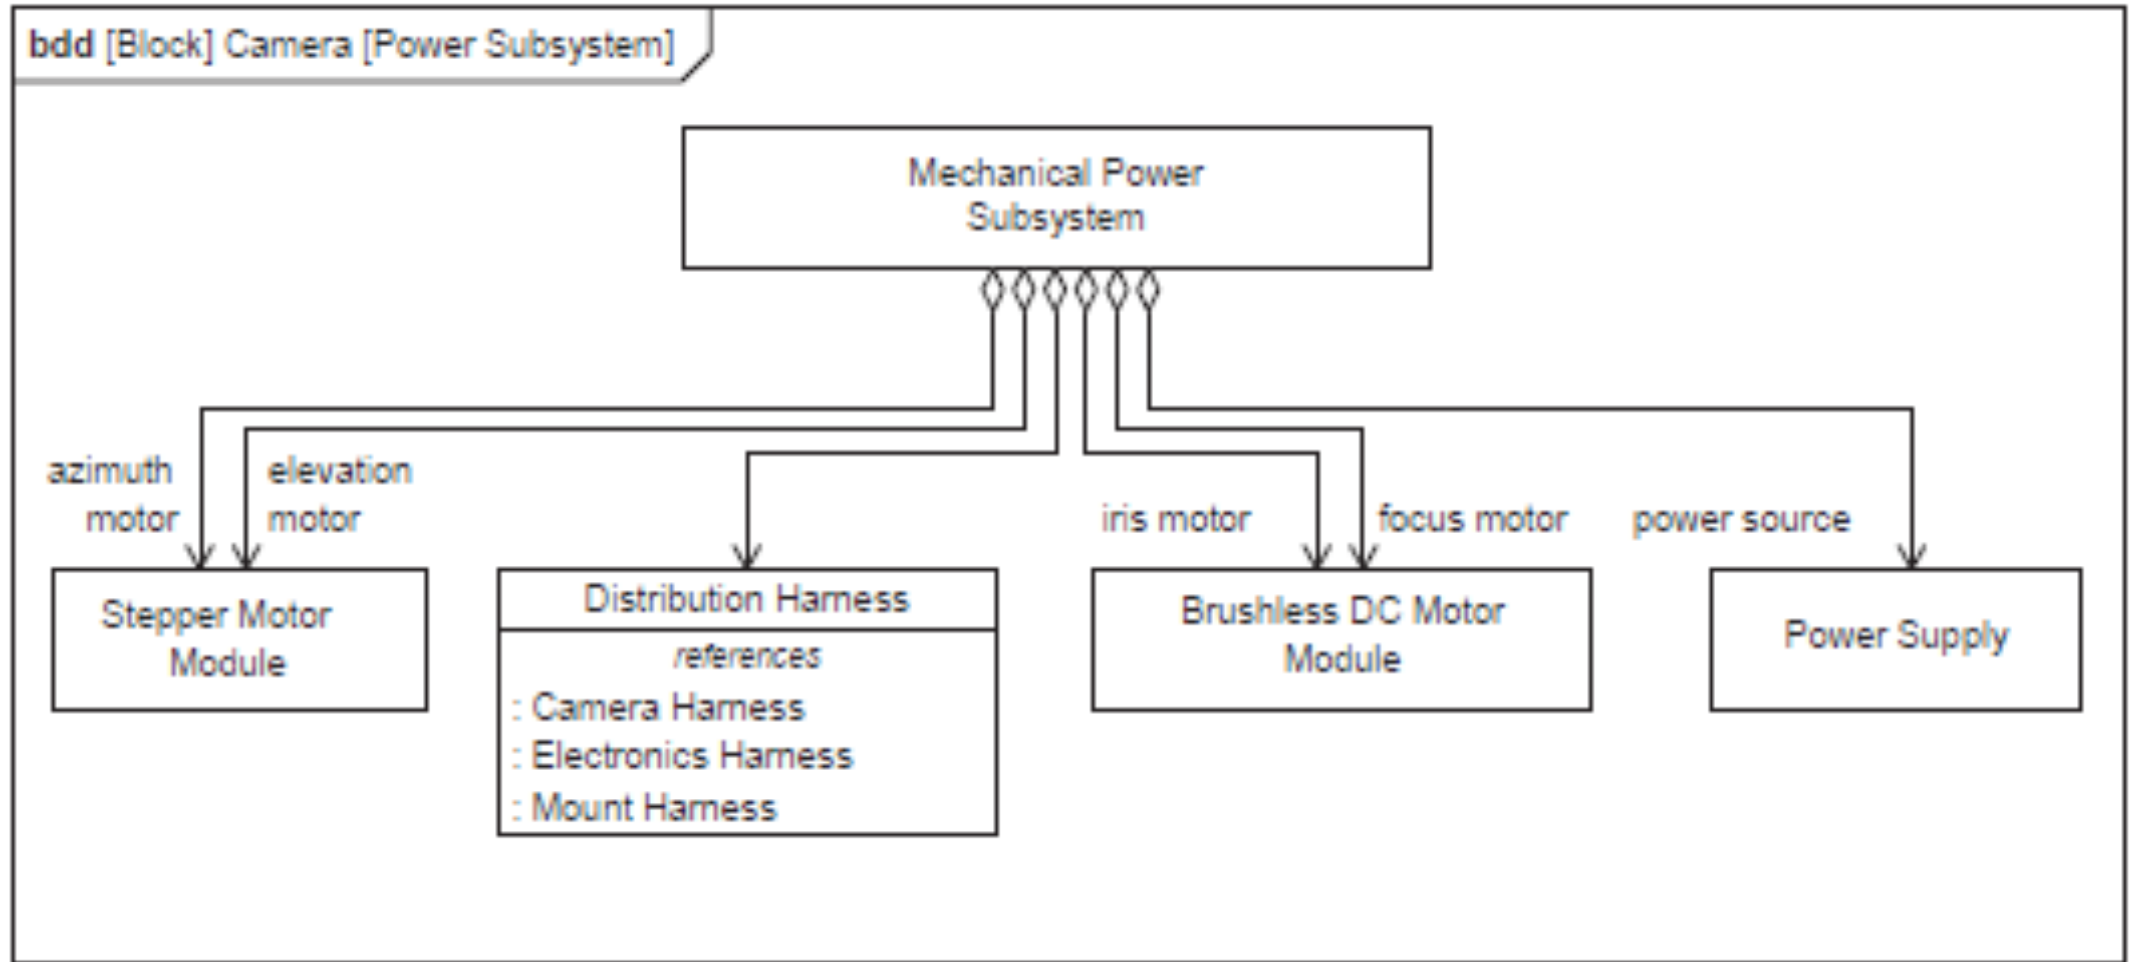 bdd [Block] Camera [Power Subsystem]
Mechanical Power
Subsystem
azimuth
motor
elevation
motor
iris motor
focus motor
power source
Stepper Motor
Module
Distribution Harness
references
: Camera Harness
: Electronics Harness
: Mount Harness
Brushless DC Motor
Module
Power Supply